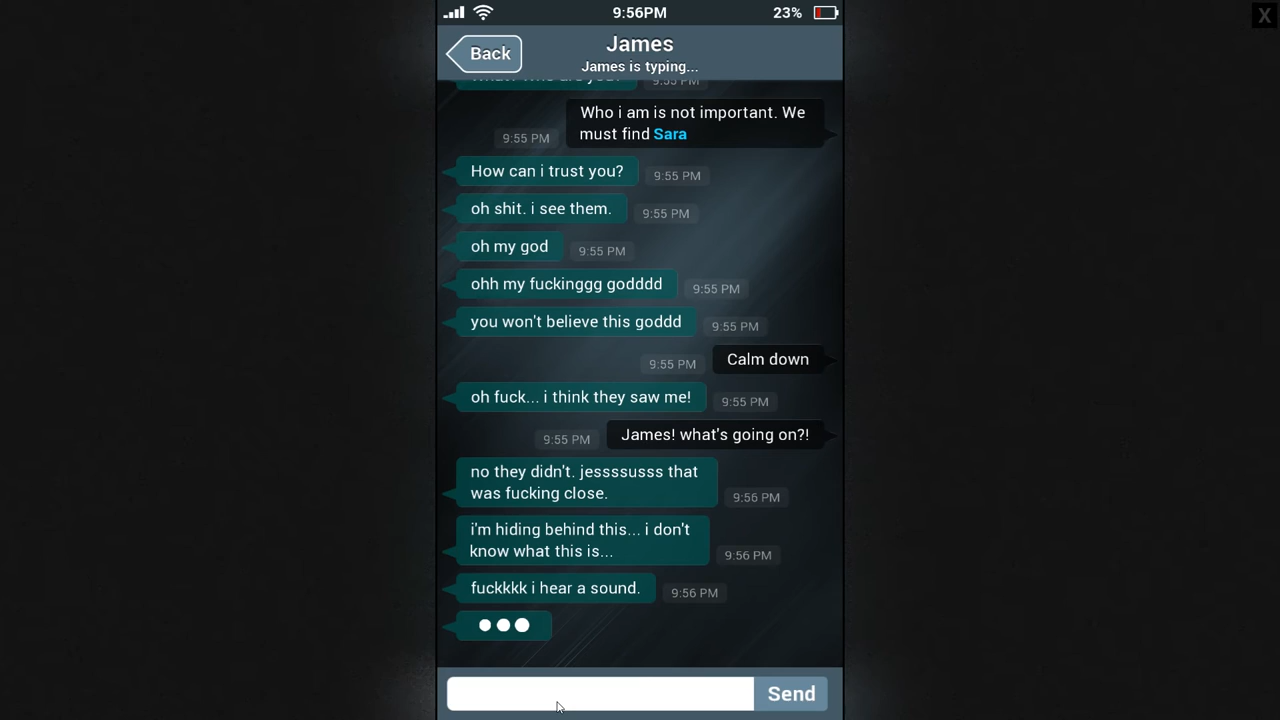 9:56PM
23%
X
Back
James
James is typing...
9:55 PM
Who i am is not important. We
must find Sara
9:55 PM
How can i trust you?
9:55 PM
oh shit. i see them.
9:55 PM
oh my god
9:55 PM
ohh my fuckinggg godddd
9:55 PM
you won't believe this goddd
9:55 PM
Calm down
9:55 PM
oh fuck... i think they saw me!
9:55 PM
James! what's going on?!
9:55 PM
no they didn't. jessssusss that
was fucking close.
9:56 PM
i'm hiding behind this... i don't
know what this is...
9:56 PM
fuckkkk i hear a sound.
9:56 PM
Send